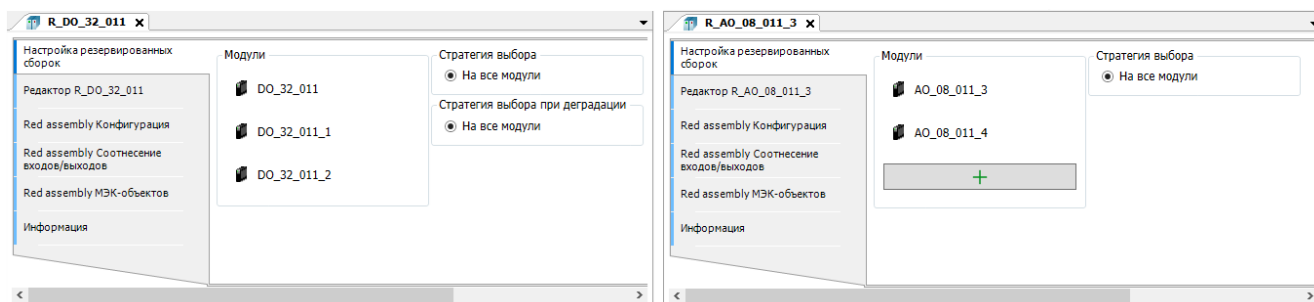 R_DO_32_011 X
Настройка резервированных
сборок
Редактор R_DO_32_011
Red assembly Конфигурация
Red assembly Соотнесение
входов/выходов
Red assembly МЭК-объектов
Информация
Модули
DO_32_011
DO_32_011_1
DO_32_011_2
Стратегия выбора
На все модули
Стратегия выбора при деградации
На все модули
R_AO_08_011_3 X
Настройка резервированных
сборок
Редактор R_AO_08_011_3
Red assembly Конфигурация
Red assembly Соотнесение
входов/выходов
Red assembly МЭК-объектов
Информация
Модули
AO_08_011_3
AO_08_011_4
+
Стратегия выбора
На все модули